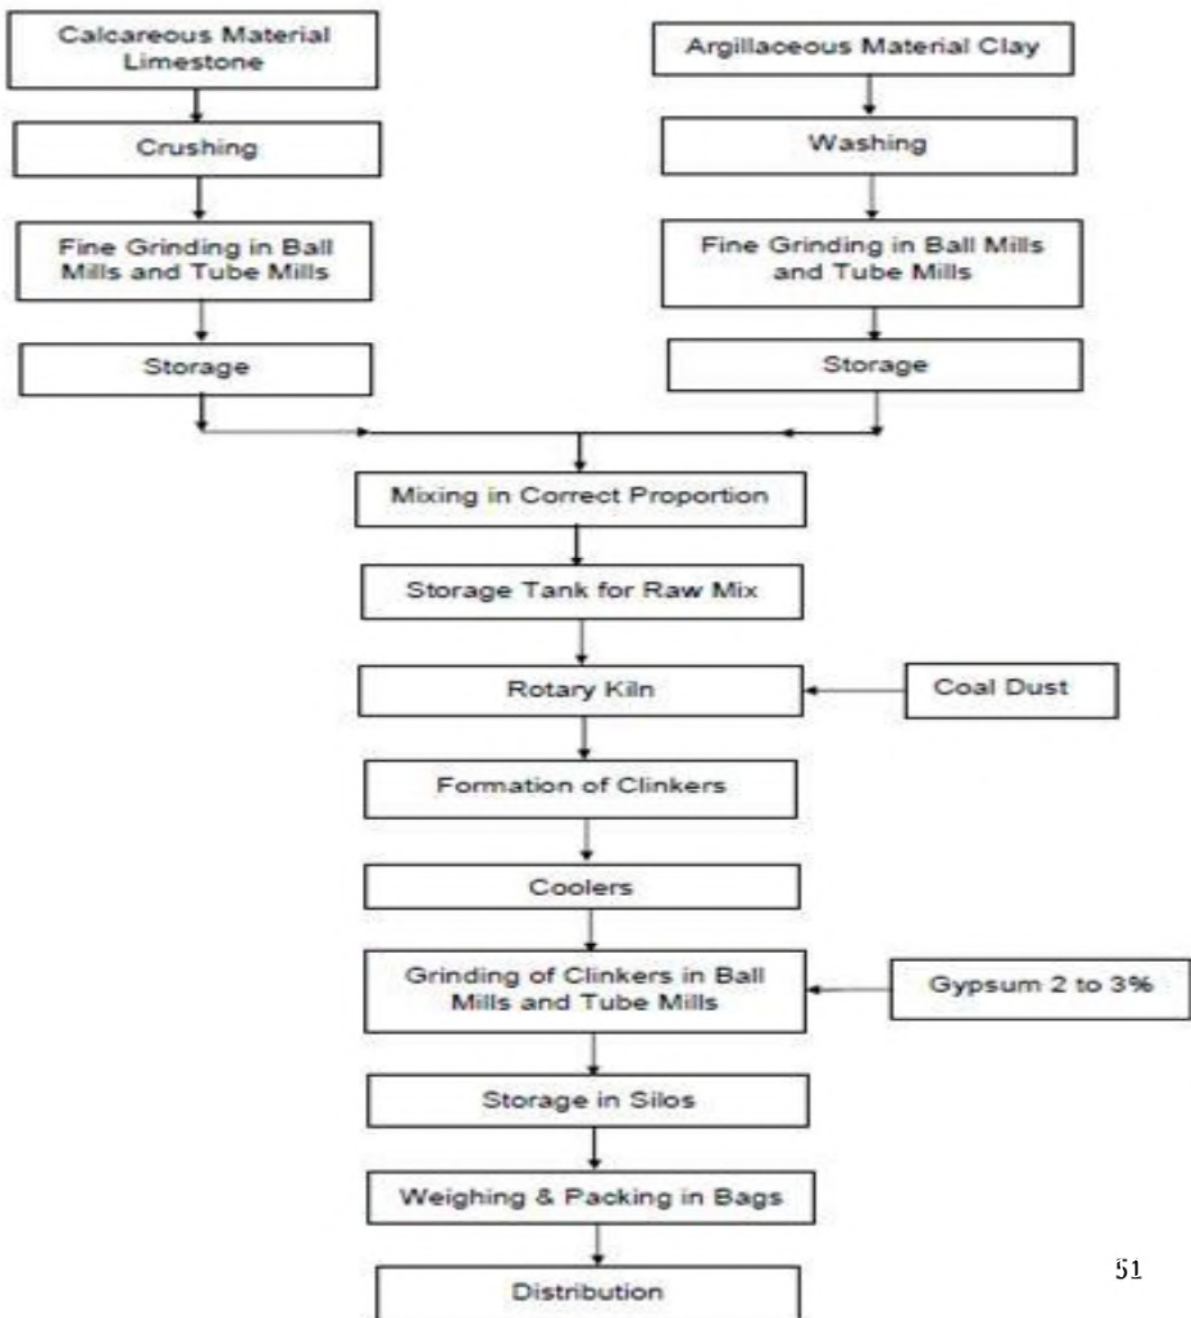 Calcareous Material
Limestone
Argillaceous Material Clay
Crushing
Washing
Fine Grinding in Ball
Mills and Tube Mills
Fine Grinding in Ball Mills
and Tube Mills
Storage
Storage
Mixing in Correct Proportion
Storage Tank for Raw Mix
Rotary Kiln
Coal Dust
Formation of Clinkers
Coolers
Grinding of Clinkers in Ball
Mills and Tube Mills
Gypsum 2 to 3%
Storage in Silos
Weighing & Packing in Bags
Distribution
51